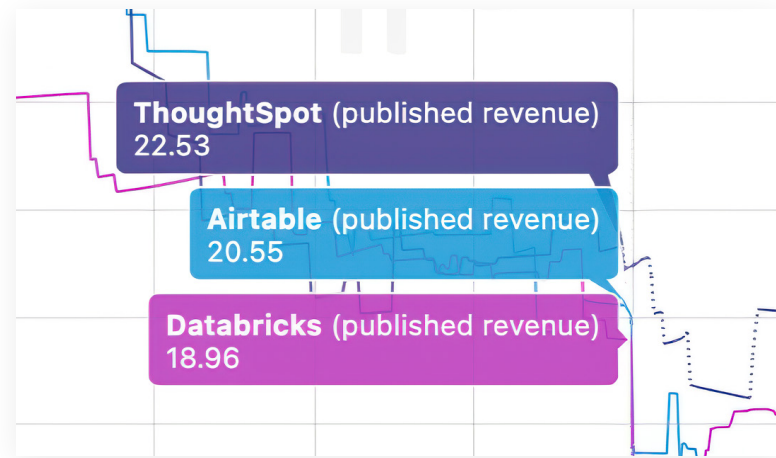 ThoughtSpot (published revenue)
22.53
Airtable (published revenue)
20.55
Databricks (published revenue)
18.96